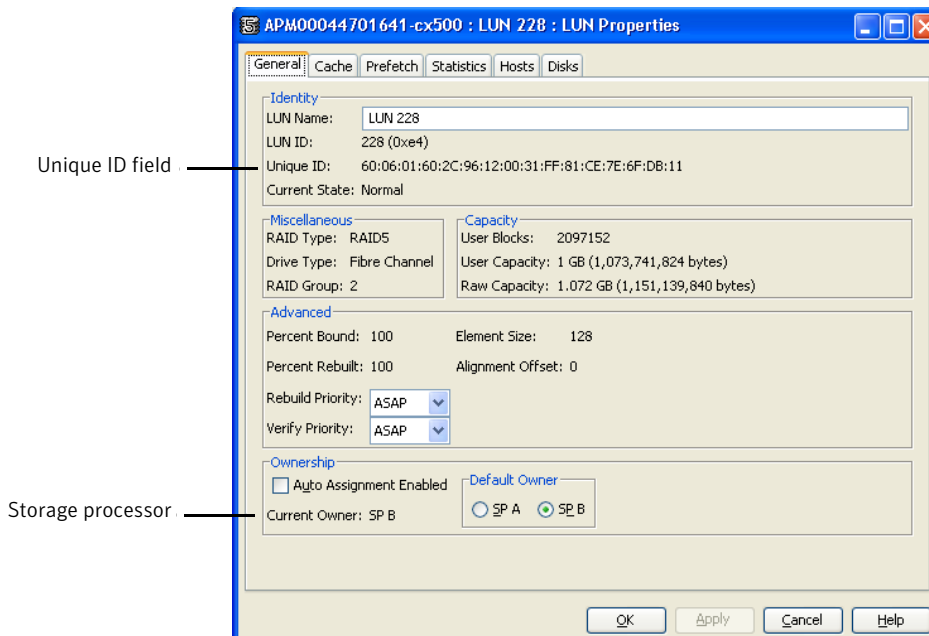 APM00044701641-cx500 : LUN 228 : LUN Properties
General Cache Prefetch Statistics Hosts Disks
Identity
LUN Name: LUN 228
LUN ID: 228 (0xe4)
Unique ID field
Unique ID: 60:06:01:60:2C:96:12:00:31:FF:81:CE:7E:6F:DB:11
Current State: Normal
Miscellaneous
RAID Type: RAID5
Drive Type: Fibre Channel
RAID Group: 2
Capacity
User Blocks: 2097152
User Capacity: 1 GB (1,073,741,824 bytes)
Raw Capacity: 1.072 GB (1,151,139,840 bytes)
Advanced
Percent Bound: 100 Element Size: 128
Percent Rebuilt: 100 Alignment Offset: 0
Rebuild Priority: ASAP
Verify Priority: ASAP
Ownership
Auto Assignment Enabled
Storage processor
Current Owner: SP B
Default Owner
SP A SP B
OK Apply Cancel Help